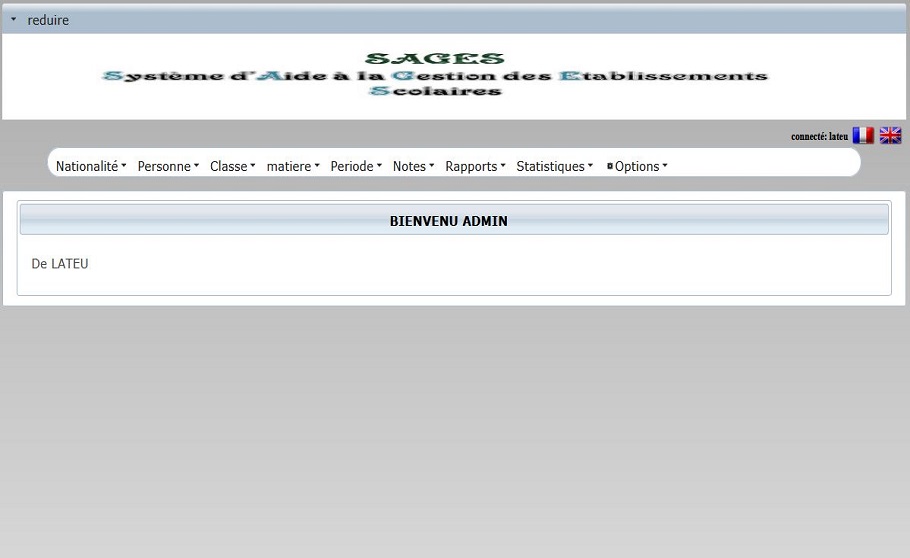 reduire
SAGES
Système d'Aide à la Gestion des Etablissements
Scolaires
connecté: lateu
Nationalité Personne Classe matiere Periode Notes Rapports Statistiques Options
BIENVENU ADMIN
De LATEU